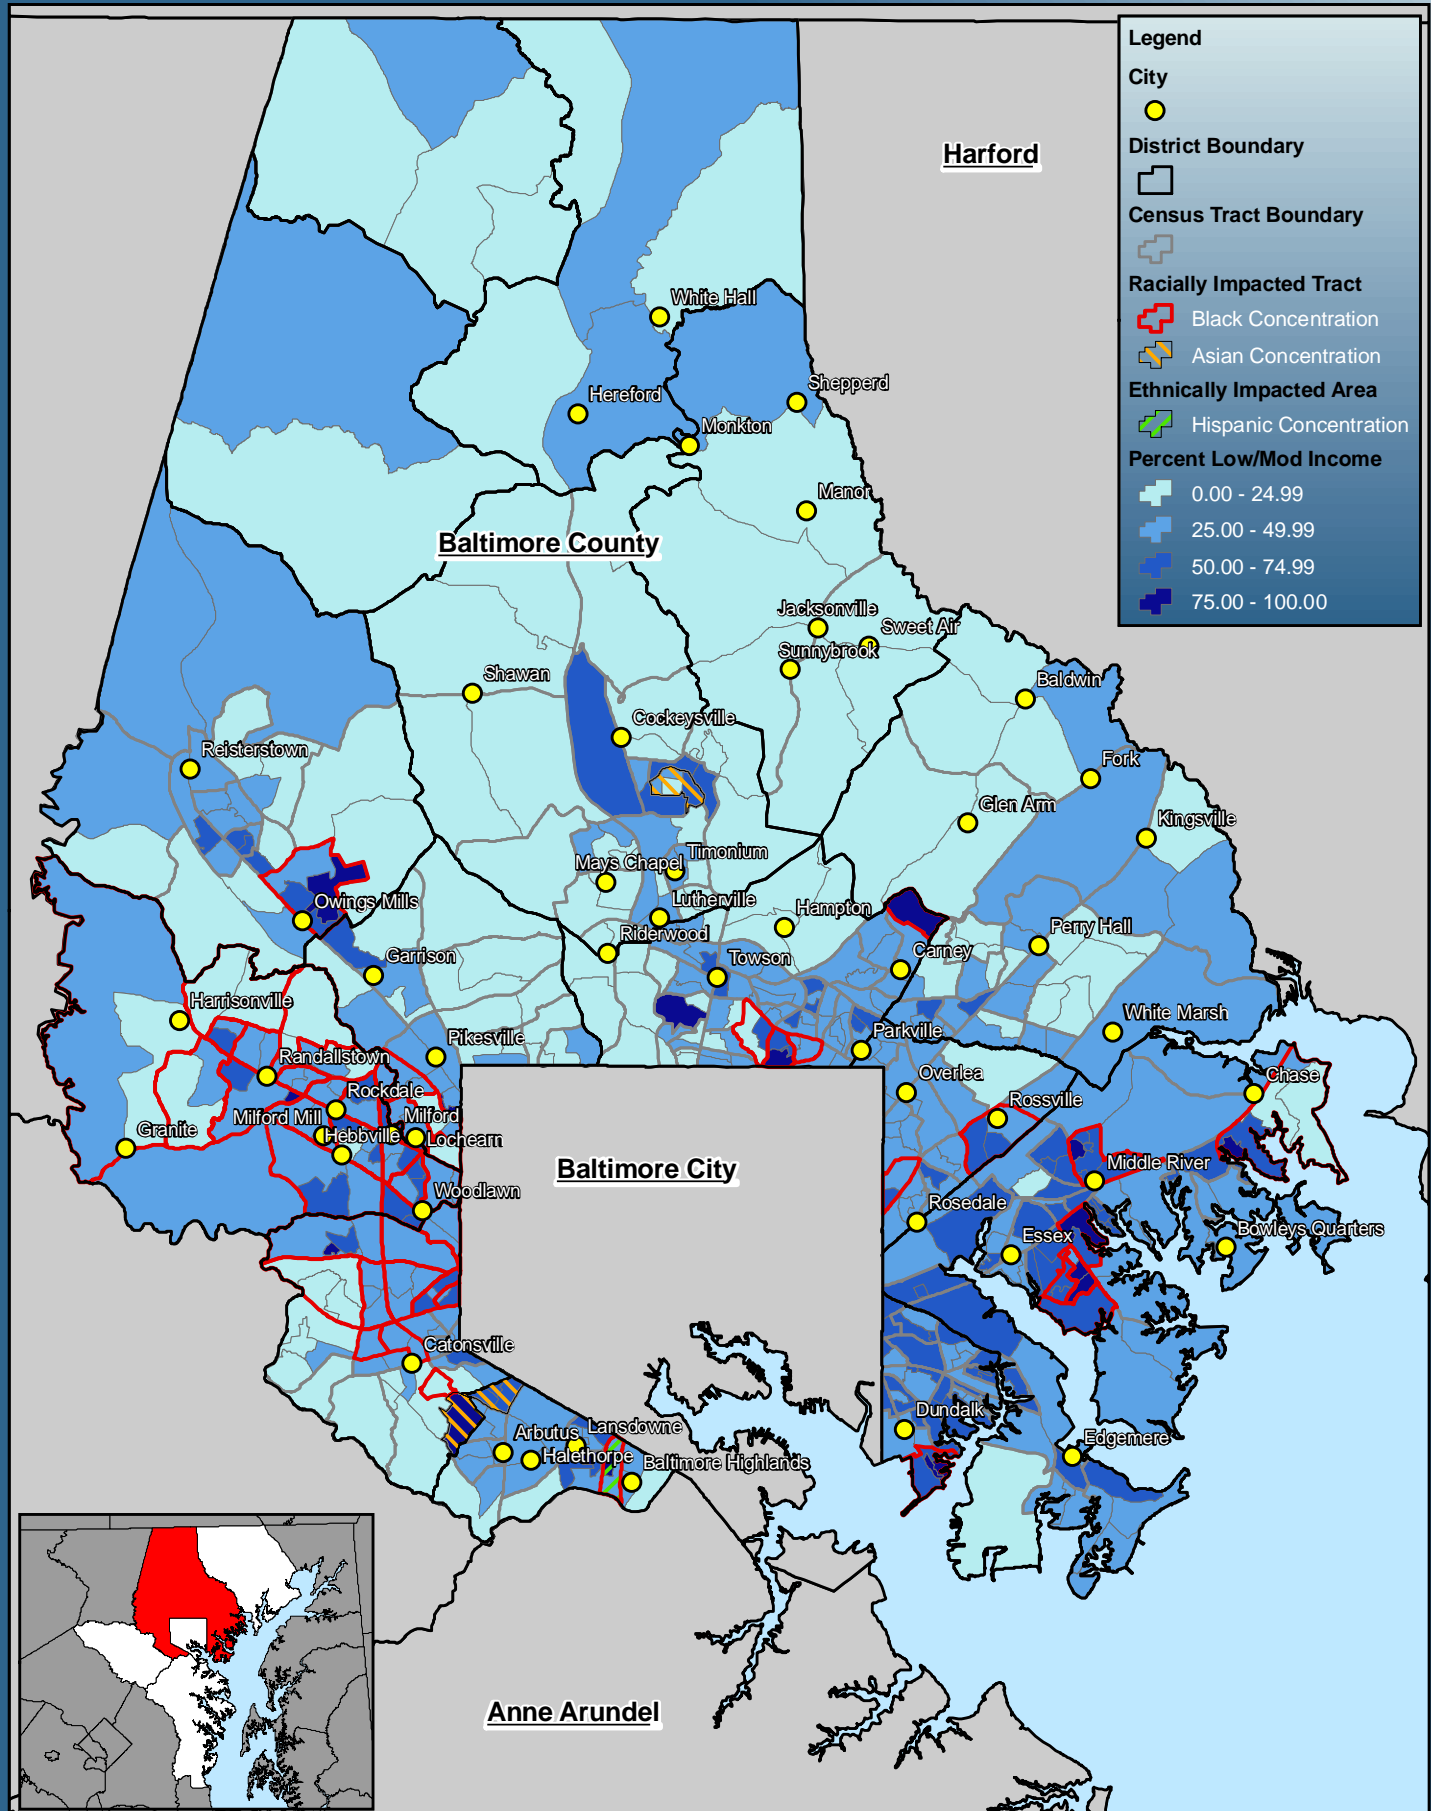 Legend
City
District Boundary
Census Tract Boundary
Racially Impacted Tract
Black Concentration
Asian Concentration
Ethnically Impacted Area
Hispanic Concentration
Percent Low/Mod Income
0.00 - 24.99
25.00 - 49.99
50.00 - 74.99
75.00 - 100.00
Harford
White Hall
Shepperd
Hereford
Monkton
Manor
Baltimore County
Jacksonville
Sweet Air
Sunnybrook
Shawan
Baldwin
Cockeysville
Reisterstown
Fork
Glen Arm
Kingsville
Timonium
Mays Chapel
Owings Mills
Lutherville
Hampton
Riderwood
Perry Hall
Garrison
Towson
Carney
Harrisonville
White Marsh
Pikesville
Parkville
Randallstown
Overlea
Chase
Rockdale
Rossville
Milford Mill
Milford
Granite
Hebbville
Lochearn
Baltimore City
Middle River
Woodlawn
Rosedale
Essex
Bowleys Quarters
Catonsville
Dundalk
Lansdowne
Arbutus
Edgemere
Halethorpe
Baltimore Highlands
Anne Arundel